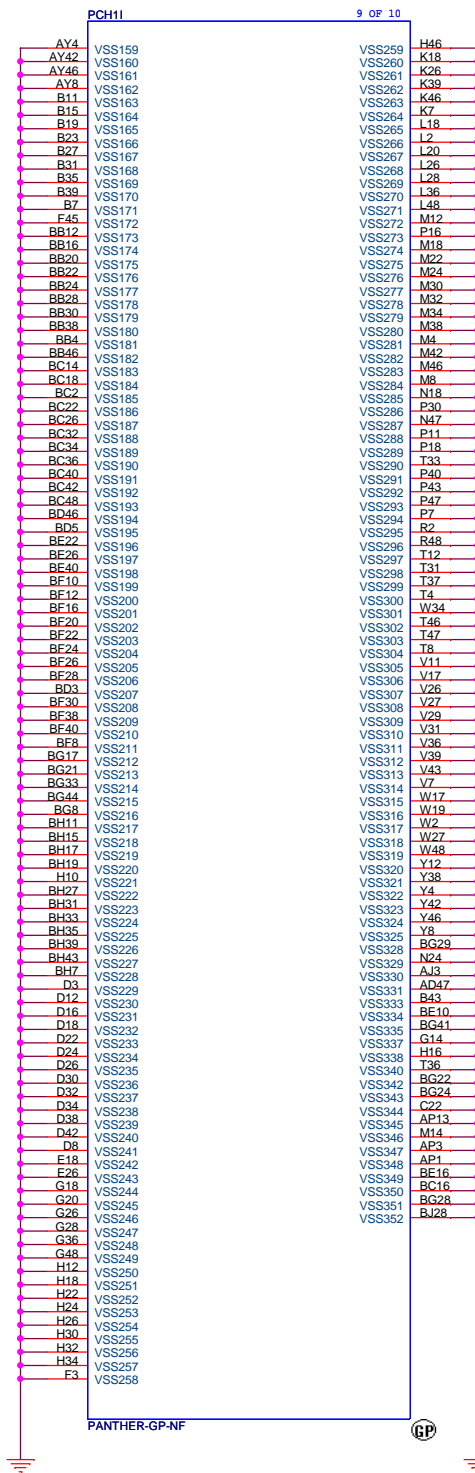 PCH1I 9 OF 10
AY4 VSS159 VSS259 H46
AY42 VSS160 VSS260 K18
AY46 VSS161 VSS261 K26
AY8 VSS162 VSS262 K39
B11 VSS163 VSS263 K46
B15 VSS164 VSS264 K7
B19 VSS165 VSS265 L18
B23 VSS166 VSS266 L2
B27 VSS167 VSS267 L20
B31 VSS168 VSS268 L26
B35 VSS169 VSS269 L28
B39 VSS170 VSS270 L36
B7 VSS171 VSS271 L48
F45 VSS172 VSS272 M12
BB12 VSS173 VSS273 P16
BB16 VSS174 VSS274 M18
BB20 VSS175 VSS275 M22
BB22 VSS176 VSS276 M24
BB24 VSS177 VSS277 M30
BB28 VSS178 VSS278 M32
BB30 VSS179 VSS279 M34
BB38 VSS180 VSS280 M38
BB4 VSS181 VSS281 M4
BB46 VSS182 VSS282 M42
BC14 VSS183 VSS283 M46
BC18 VSS184 VSS284 M8
BC2 VSS185 VSS285 N18
BC22 VSS186 VSS286 P30
BC26 VSS187 VSS287 N47
BC32 VSS188 VSS288 P11
BC34 VSS189 VSS289 P18
BC36 VSS190 VSS290 T33
BC40 VSS191 VSS291 P40
BC42 VSS192 VSS292 P43
BC48 VSS193 VSS293 P47
BD46 VSS194 VSS294 P7
BD5 VSS195 VSS295 R2
BE22 VSS196 VSS296 R48
BE26 VSS197 VSS297 T12
BE40 VSS198 VSS298 T31
BF10 VSS199 VSS299 T37
BF12 VSS200 VSS300 T4
BF16 VSS201 VSS301 W34
BF20 VSS202 VSS302 T46
BF22 VSS203 VSS303 T47
BF24 VSS204 VSS304 T8
BF26 VSS205 VSS305 V11
BF28 VSS206 VSS306 V17
BD3 VSS207 VSS307 V26
BF30 VSS208 VSS308 V27
BF38 VSS209 VSS309 V29
BF40 VSS210 VSS310 V31
BF8 VSS211 VSS311 V36
BG17 VSS212 VSS312 V39
BG21 VSS213 VSS313 V43
BG33 VSS214 VSS314 V7
BG44 VSS215 VSS315 W17
BG8 VSS216 VSS316 W19
BH11 VSS217 VSS317 W2
BH15 VSS218 VSS318 W27
BH17 VSS219 VSS319 W48
BH19 VSS220 VSS320 Y12
H10 VSS221 VSS321 Y38
BH27 VSS222 VSS322 Y4
BH31 VSS223 VSS323 Y42
BH33 VSS224 VSS324 Y46
BH35 VSS225 VSS325 Y8
BH39 VSS226 VSS328 BG29
BH43 VSS227 VSS329 N24
BH7 VSS228 VSS330 AJ3
D3 VSS229 VSS331 AD47
D12 VSS230 VSS333 B43
D16 VSS231 VSS334 BE10
D18 VSS232 VSS335 BG41
D22 VSS233 VSS337 G14
D24 VSS234 VSS338 H16
D26 VSS235 VSS340 T36
D30 VSS236 VSS342 BG22
D32 VSS237 VSS343 BG24
D34 VSS238 VSS344 C22
D38 VSS239 VSS345 AP13
D42 VSS240 VSS346 M14
D8 VSS241 VSS347 AP3
E18 VSS242 VSS348 AP1
E26 VSS243 VSS349 BE16
G18 VSS244 VSS350 BC16
G20 VSS245 VSS351 BG28
G26 VSS246 VSS352 BJ28
G28 VSS247
G36 VSS248
G48 VSS249
H12 VSS250
H18 VSS251
H22 VSS252
H24 VSS253
H26 VSS254
H30 VSS255
H32 VSS256
H34 VSS257
F3 VSS258
PANTHER-GP-NF GP